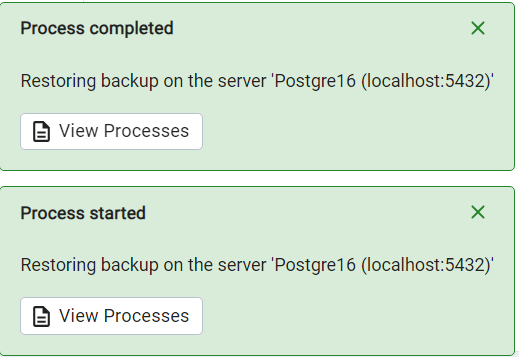 Process completed
Restoring backup on the server 'Postgre16 (localhost:5432)'
View Processes
Process started
Restoring backup on the server 'Postgre16 (localhost:5432)'
View Processes